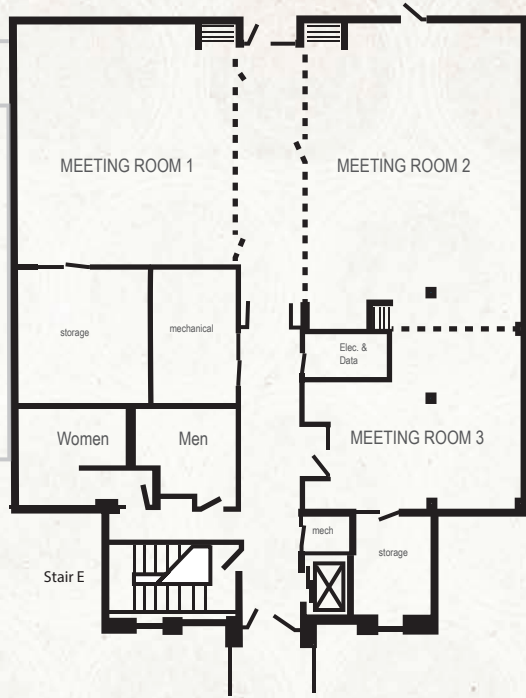 MEETING ROOM 1
MEETING ROOM 2
storage
mechanical
Elec. &
Data
Women
Men
MEETING ROOM 3
mech
storage
Stair E